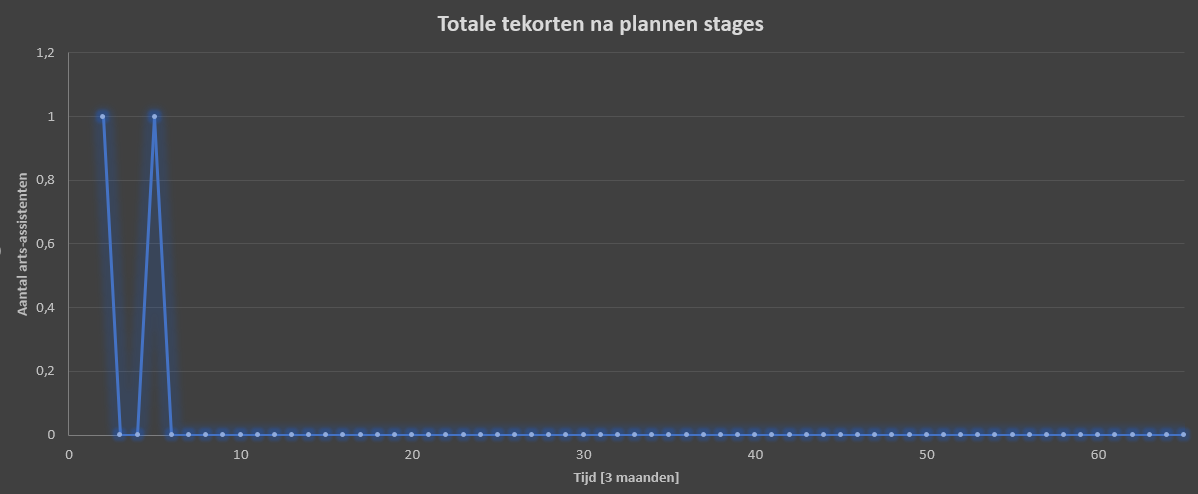 Totale tekorten na plannen stages
1,2
1
0,8
0,6
0,4
0,2
0
Aantal arts-assistenten
0 10 20 30 40 50 60
Tijd [3 maanden]